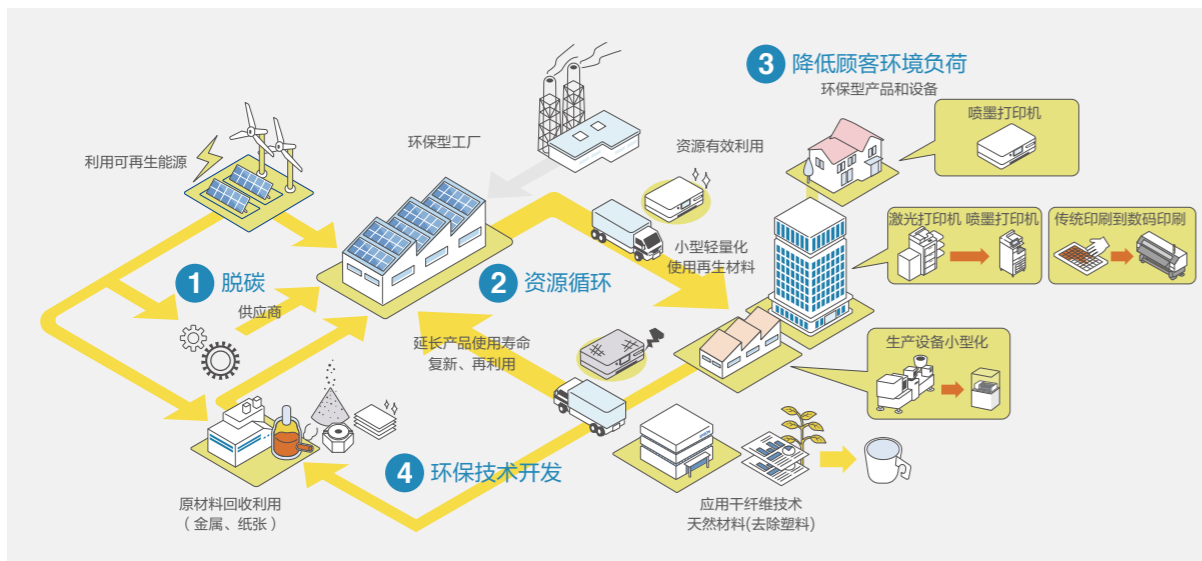 3 降低顾客环境负荷
环保型产品和设备
喷墨打印机
利用可再生能源
环保型工厂
资源有效利用
激光打印机 喷墨打印机
传统印刷到数码印刷
小型轻量化
使用再生材料
1 脱碳
供应商
2 资源循环
延长产品使用寿命
复新、再利用
生产设备小型化
4 环保技术开发
原材料回收利用
（金属、纸张）
应用干纤维技术
天然材料(去除塑料)